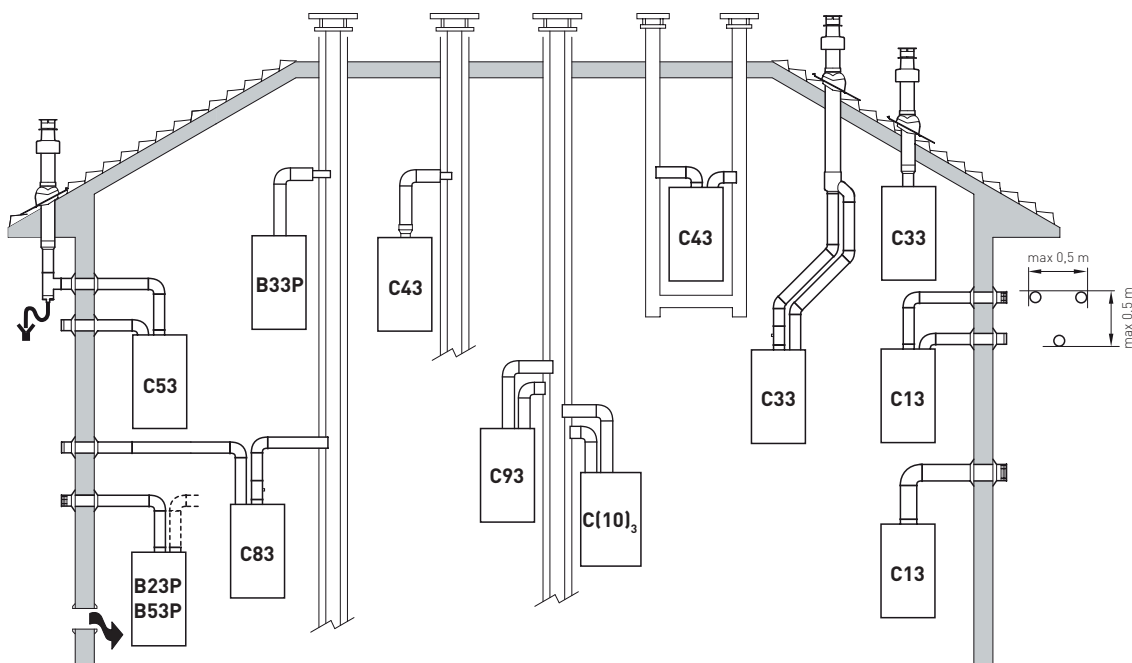 B33P
C43
C43
C33
C33
max 0,5 m
max 0.5 m
C53
C13
C93
C(10)₃
C83
C13
B23P
B53P